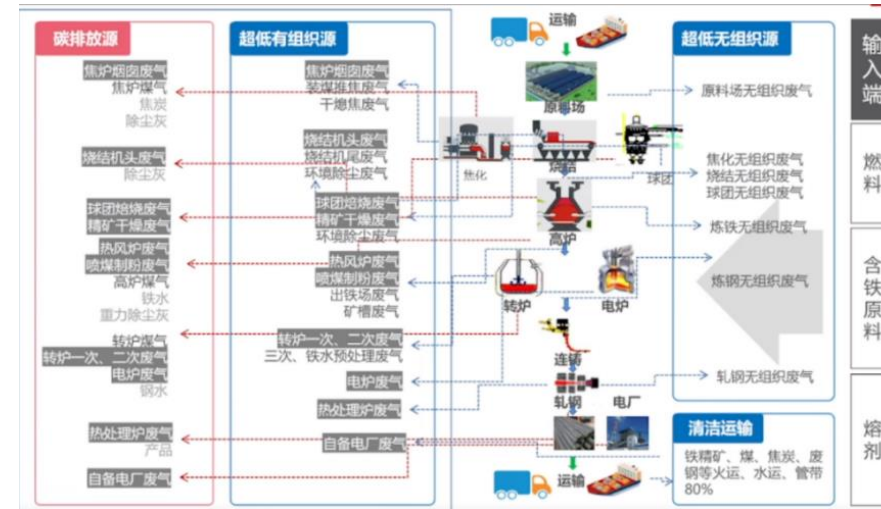 碳排放源
焦炉烟囱废气
焦炉煤气
焦炭
除尘灰
烧结机头废气
除尘灰
球团焙烧废气
精矿干燥废气
热风炉废气
喷煤制粉废气
高炉煤气
铁水
重力除尘灰
转炉煤气
转炉一次、二次废气
电炉废气
钢水
热处理炉废气
产品
自备电厂废气
超低有组织源
焦炉烟囱废气
装煤推焦废气
干熄焦废气
烧结机头废气
烧结机尾废气
环境除尘废气
球团焙烧废气
精矿干燥废气
环境除尘废气
热风炉废气
喷煤制粉废气
出铁场废气
矿槽废气
转炉一次、二次废气
三次、铁水预处理废气
电炉废气
热处理炉废气
自备电厂废气
运输
原料场
焦化
烧结
球团
高炉
转炉
电炉
连铸
轧钢
电厂
运输
超低无组织源
原料场无组织废气
焦化无组织废气
烧结无组织废气
球团无组织废气
炼铁无组织废气
炼钢无组织废气
轧钢无组织废气
清洁运输
铁精矿、煤、焦炭、废
钢等火运、水运、管带
80%
输
入
端
燃
料
含
铁
原
料
熔
剂